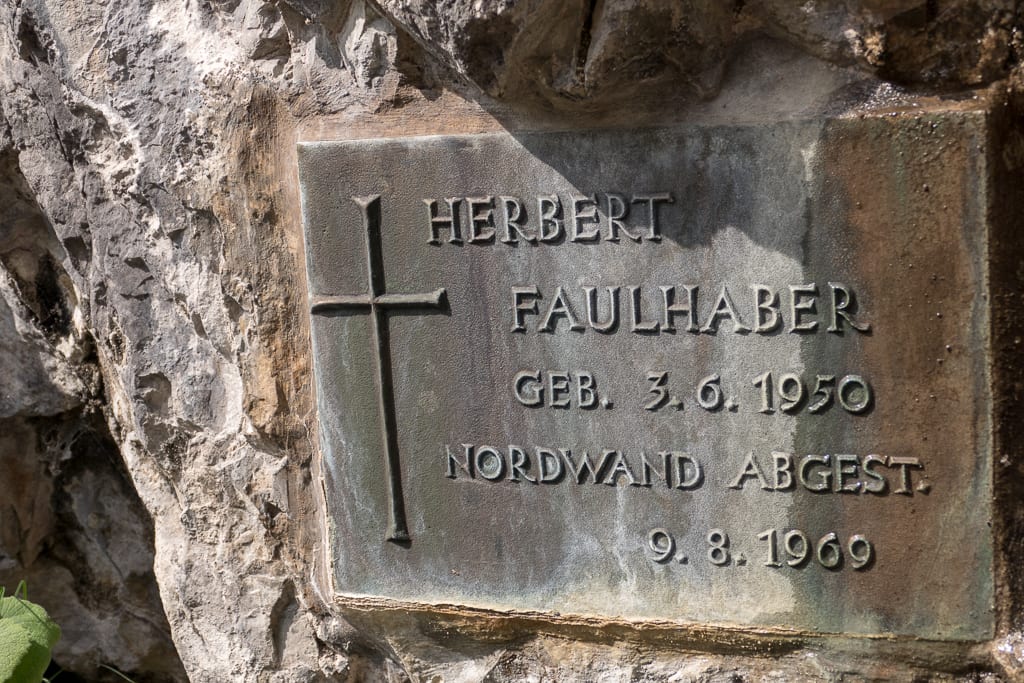 HERBERT
FAULHABER
GEB. 3.6.1950
NORDWAND ABGEST.
9.8.1969